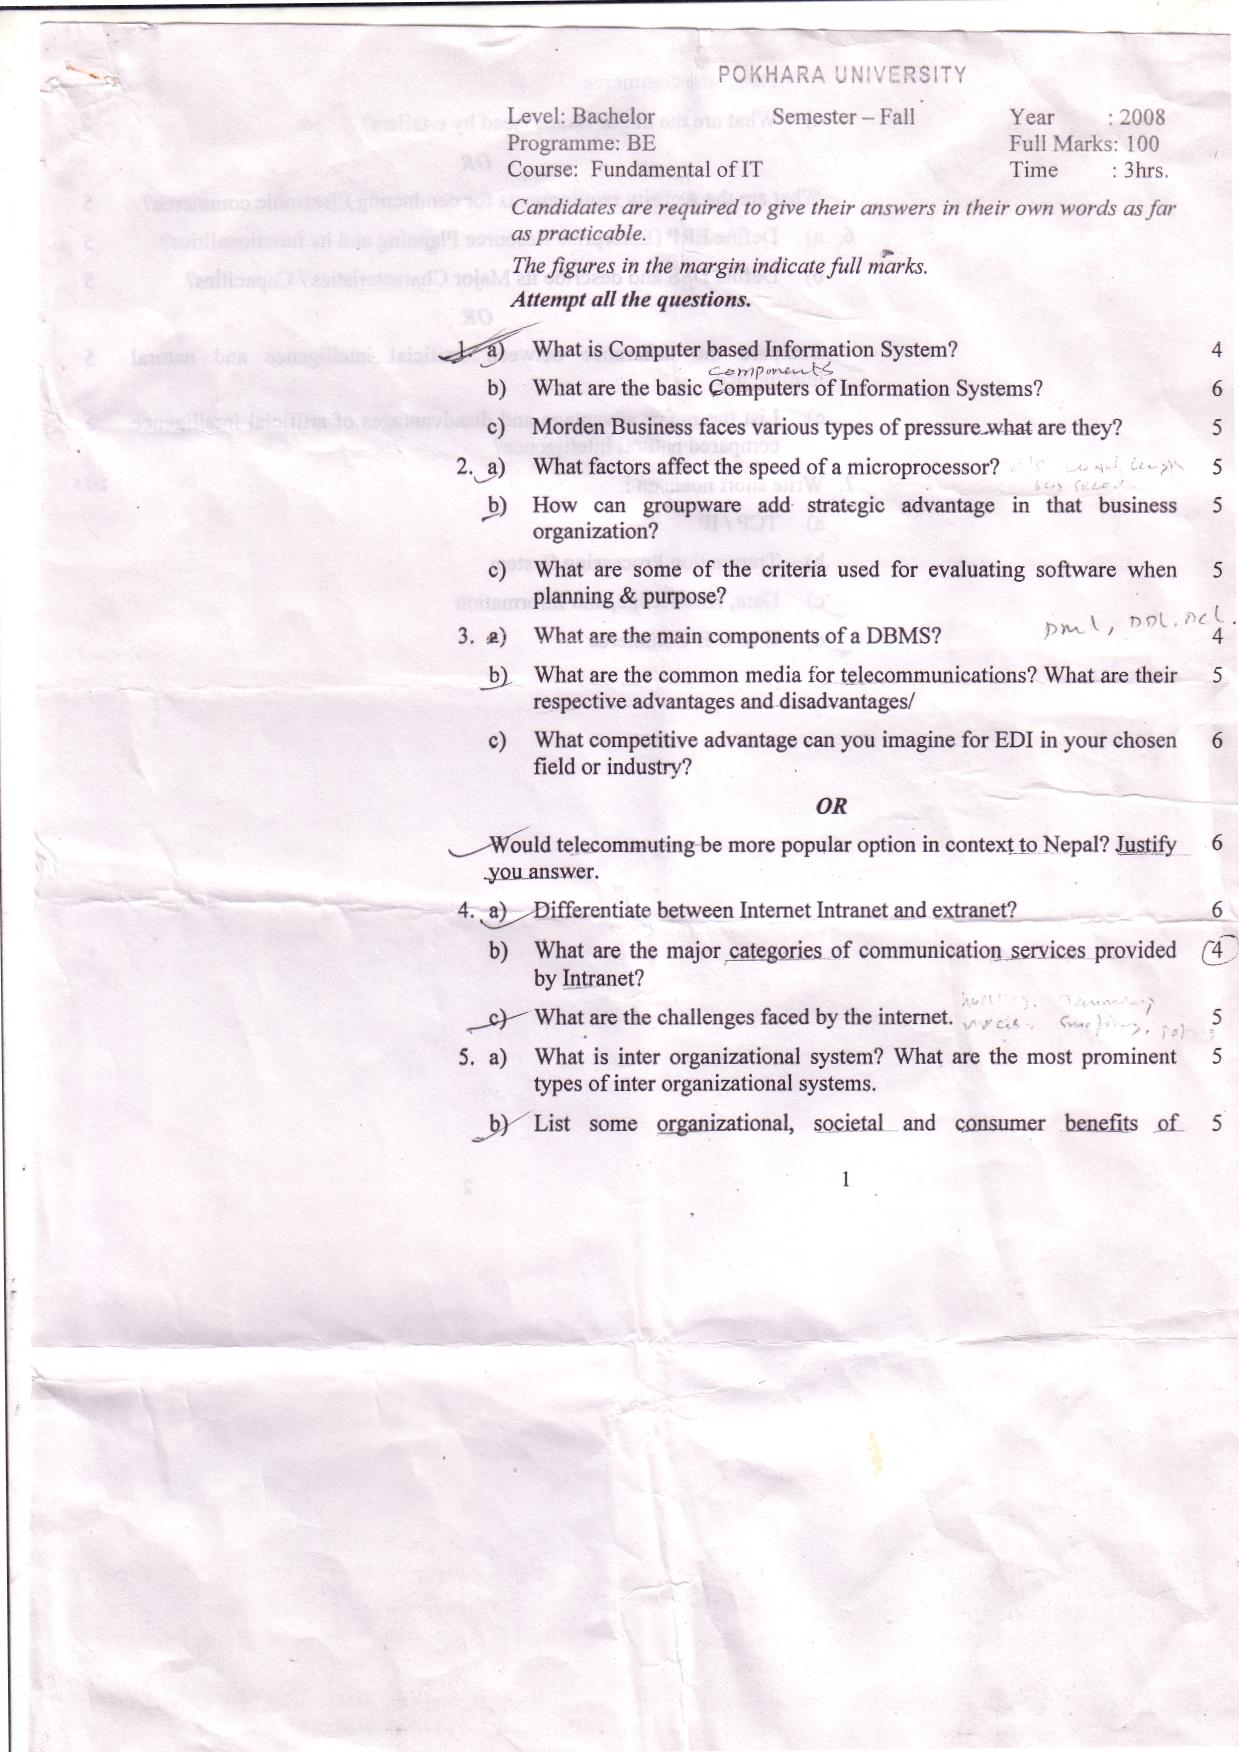 POKHARA UNIVERSITY
Level: Bachelor Semester – Fall Year : 2008
Programme: BE Full Marks: 100
Course: Fundamental of IT Time : 3hrs.
Candidates are required to give their answers in their own words as far
as practicable.
The figures in the margin indicate full marks.
Attempt all the questions.
1. a) What is Computer based Information System? 4
components
b) What are the basic Computers of Information Systems? 6
c) Morden Business faces various types of pressure what are they? 5
2. a) What factors affect the speed of a microprocessor? 5
b) How can groupware add strategic advantage in that business 5
organization?
c) What are some of the criteria used for evaluating software when 5
planning & purpose?
DML, DDL, DCL.
3. a) What are the main components of a DBMS? 4
b) What are the common media for telecommunications? What are their 5
respective advantages and disadvantages/
c) What competitive advantage can you imagine for EDI in your chosen 6
field or industry?
OR
Would telecommuting be more popular option in context to Nepal? Justify 6
you answer.
4. a) Differentiate between Internet Intranet and extranet? 6
b) What are the major categories of communication services provided 4
by Intranet?
c) What are the challenges faced by the internet. 5
5. a) What is inter organizational system? What are the most prominent 5
types of inter organizational systems.
b) List some organizational, societal and consumer benefits of 5
1